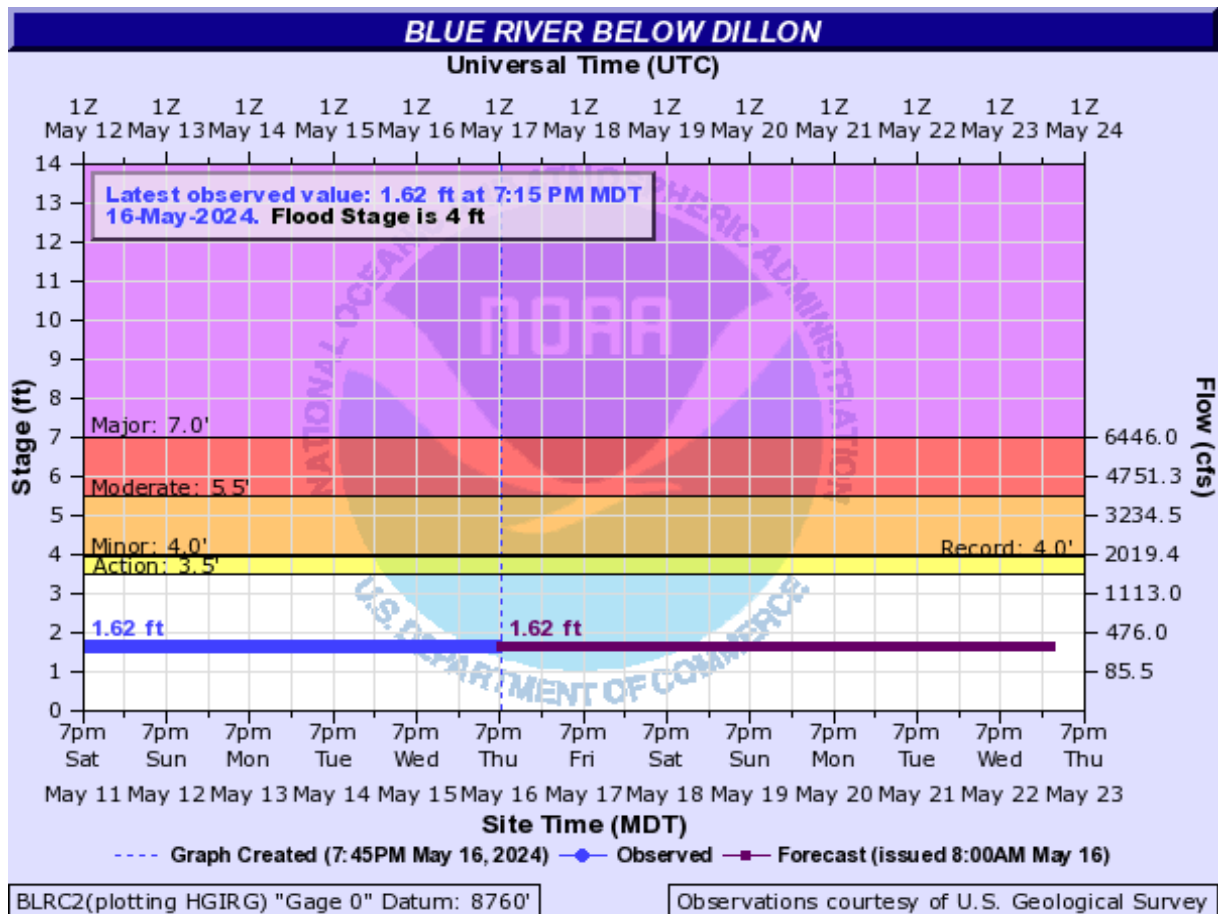 BLUE RIVER BELOW DILLON
Universal Time (UTC)
1Z 1Z 1Z 1Z 1Z 1Z 1Z 1Z 1Z 1Z 1Z 1Z 1Z
May 12 May 13 May 14 May 15 May 16 May 17 May 18 May 19 May 20 May 21 May 22 May 23 May 24
Latest observed value: 1.62 ft at 7:15 PM MDT
16-May-2024. Flood Stage is 4 ft
NATIONAL OCEANIC AND ATMOSPHERIC ADMINISTRATION
NOAA
U.S. DEPARTMENT OF COMMERCE
Stage (ft)
14
13
12
11
10
9
8
7
6
5
4
3
2
1
0
Major: 7.0'
Moderate: 5.5'
Minor: 4.0'
Record: 4.0'
Action: 3.5'
1.62 ft 1.62 ft
Flow (cfs)
6446.0
4751.3
3234.5
2019.4
1113.0
476.0
85.5
7pm 7pm 7pm 7pm 7pm 7pm 7pm 7pm 7pm 7pm 7pm 7pm 7pm
Sat Sun Mon Tue Wed Thu Fri Sat Sun Mon Tue Wed Thu
May 11 May 12 May 13 May 14 May 15 May 16 May 17 May 18 May 19 May 20 May 21 May 22 May 23
Site Time (MDT)
Graph Created (7:45PM May 16, 2024) Observed Forecast (issued 8:00AM May 16)
BLRC2(plotting HGIRG) "Gage 0" Datum: 8760'
Observations courtesy of U.S. Geological Survey